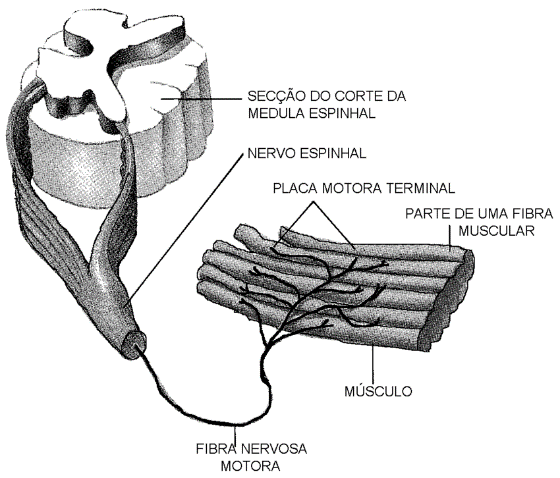 SECÇÃO DO CORTE DA
MEDULA ESPINHAL
NERVO ESPINHAL
PLACA MOTORA TERMINAL
PARTE DE UMA FIBRA
MUSCULAR
MÚSCULO
FIBRA NERVOSA
MOTORA